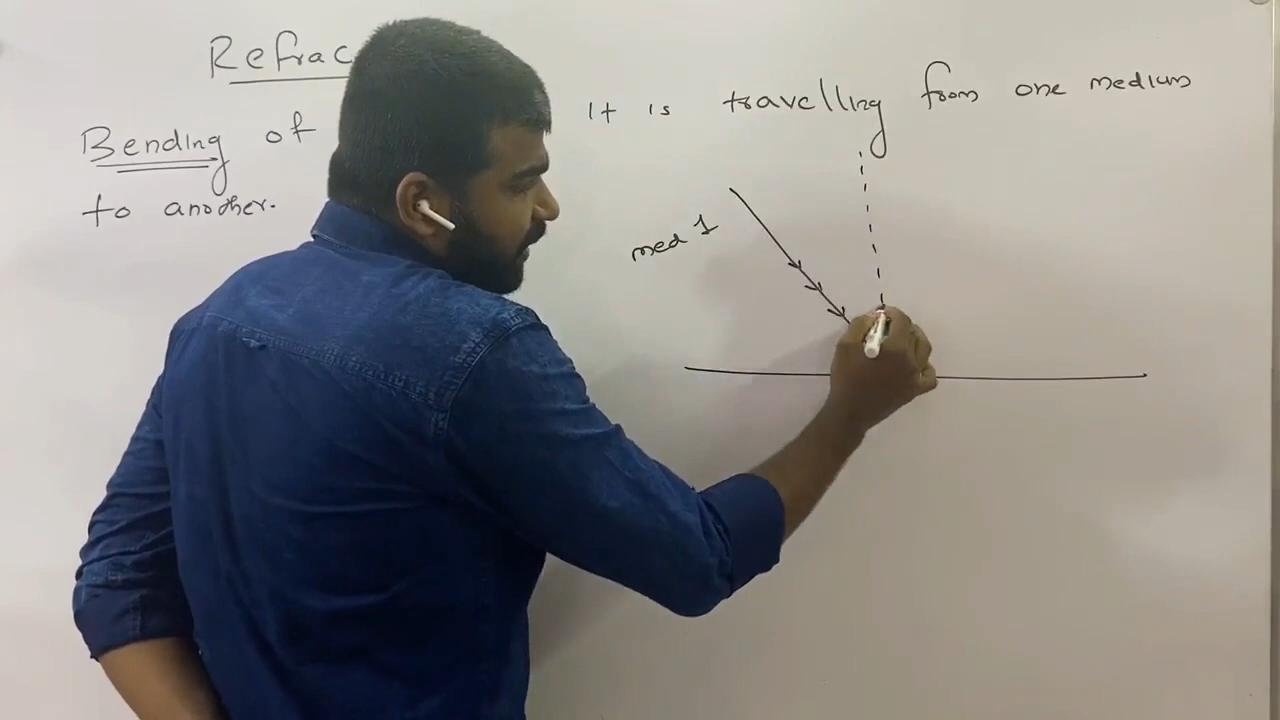 Refrac
Bending of It is travelling from one medium
to another.
med 1